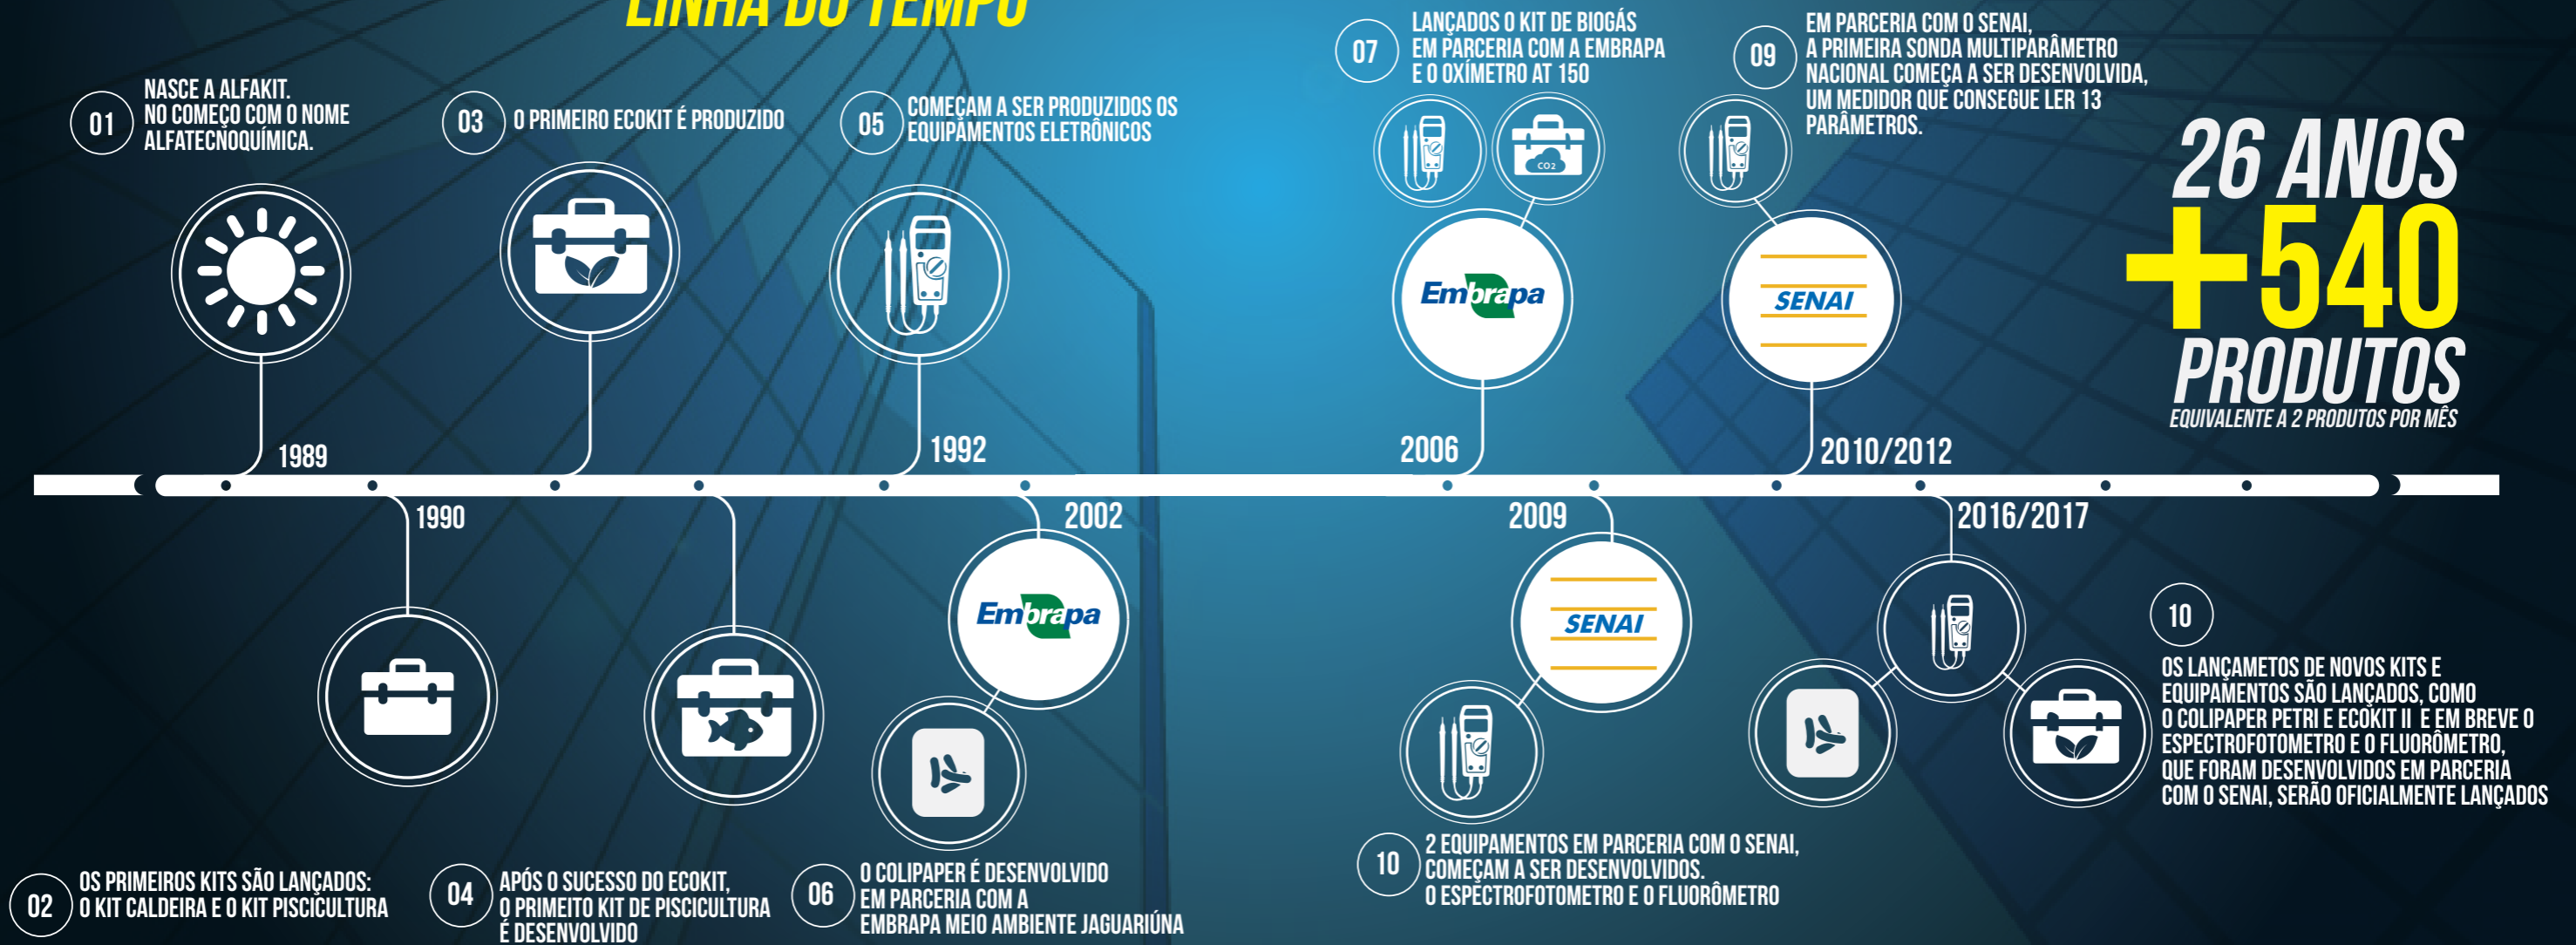 LINHA DO TEMPO
01
NASCE A ALFAKIT.
NO COMEÇO COM O NOME
ALFATECNOQUÍMICA.
1989
02
OS PRIMEIROS KITS SÃO LANÇADOS:
O KIT CALDEIRA E O KIT PISCICULTURA
1990
03
O PRIMEIRO ECOKIT É PRODUZIDO
04
APÓS O SUCESSO DO ECOKIT,
O PRIMEITO KIT DE PISCICULTURA
É DESENVOLVIDO
05
COMEÇAM A SER PRODUZIDOS OS
EQUIPAMENTOS ELETRÔNICOS
1992
2002
Embrapa
06
O COLIPAPER É DESENVOLVIDO
EM PARCERIA COM A
EMBRAPA MEIO AMBIENTE JAGUARIÚNA
07
LANÇADOS O KIT DE BIOGÁS
EM PARCERIA COM A EMBRAPA
E O OXÍMETRO AT 150
CO2
Embrapa
2006
2009
SENAI
10
2 EQUIPAMENTOS EM PARCERIA COM O SENAI,
COMEÇAM A SER DESENVOLVIDOS.
O ESPECTROFOTOMETRO E O FLUORÔMETRO
09
EM PARCERIA COM O SENAI,
A PRIMEIRA SONDA MULTIPARÂMETRO
NACIONAL COMEÇA A SER DESENVOLVIDA,
UM MEDIDOR QUE CONSEGUE LER 13
PARÂMETROS.
SENAI
2010/2012
2016/2017
10
OS LANÇAMETOS DE NOVOS KITS E
EQUIPAMENTOS SÃO LANÇADOS, COMO
O COLIPAPER PETRI E ECOKIT II E EM BREVE O
ESPECTROFOTOMETRO E O FLUORÔMETRO,
QUE FORAM DESENVOLVIDOS EM PARCERIA
COM O SENAI, SERÃO OFICIALMENTE LANÇADOS
26 ANOS
+540
PRODUTOS
EQUIVALENTE A 2 PRODUTOS POR MÊS